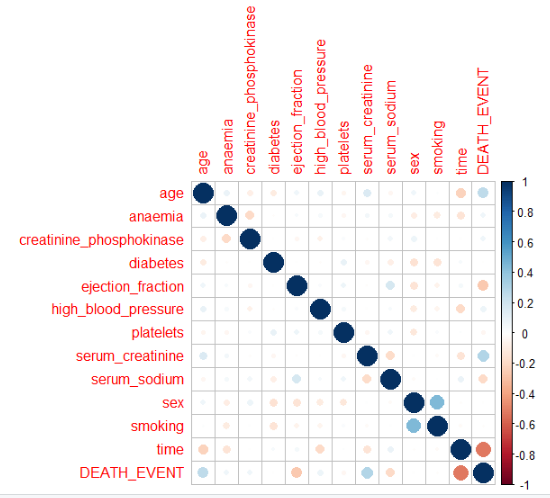 age
anaemia
creatinine_phosphokinase
diabetes
ejection_fraction
high_blood_pressure
platelets
serum_creatinine
serum_sodium
sex
smoking
time
DEATH_EVENT
age
anaemia
creatinine_phosphokinase
diabetes
ejection_fraction
high_blood_pressure
platelets
serum_creatinine
serum_sodium
sex
smoking
time
DEATH_EVENT
1
0.8
0.6
0.4
0.2
0
-0.2
-0.4
-0.6
-0.8
-1